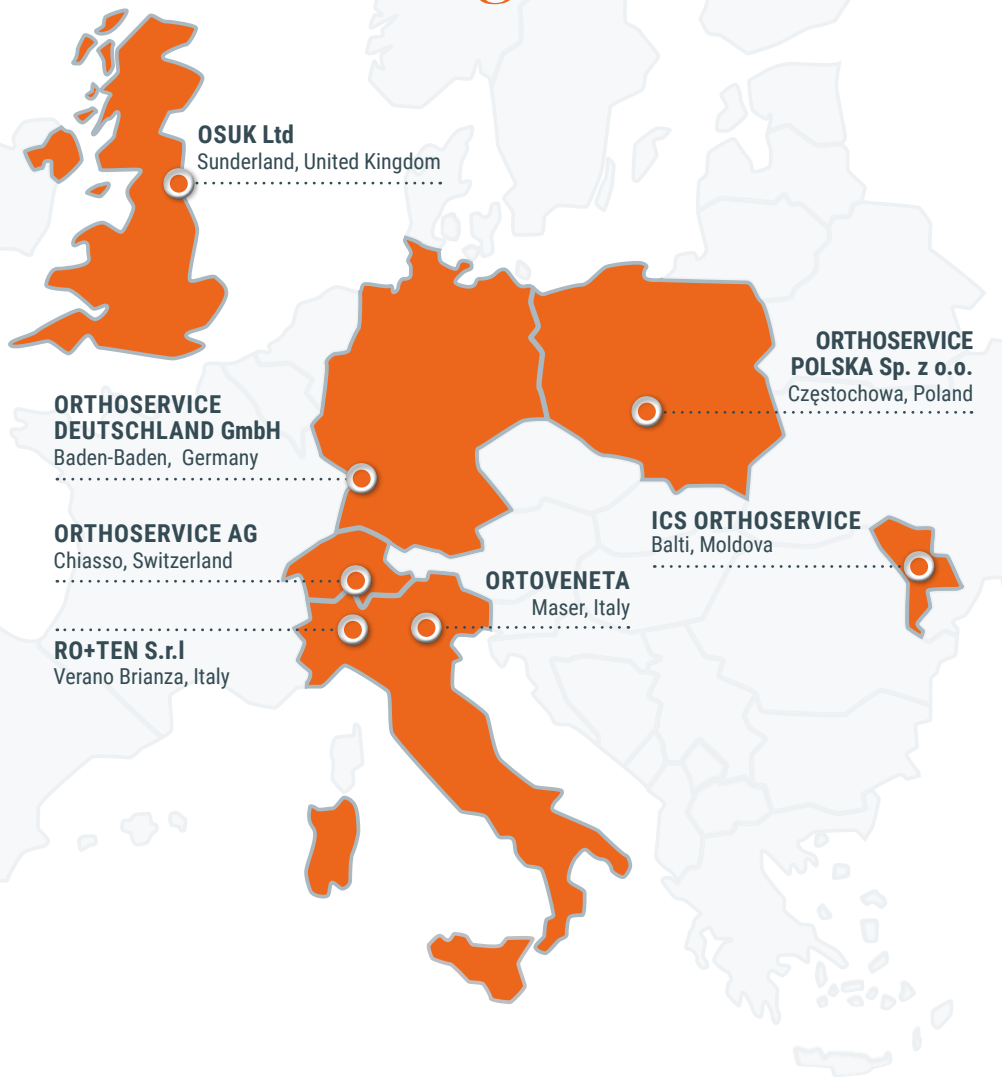 OSUK Ltd
Sunderland, United Kingdom
ORTHOSERVICE
POLSKA Sp. z o.o.
Częstochowa, Poland
ORTHOSERVICE
DEUTSCHLAND GmbH
Baden-Baden, Germany
ICS ORTHOSERVICE
Balti, Moldova
ORTHOSERVICE AG
Chiasso, Switzerland
ORTOVENETA
Maser, Italy
RO+TEN S.r.l
Verano Brianza, Italy